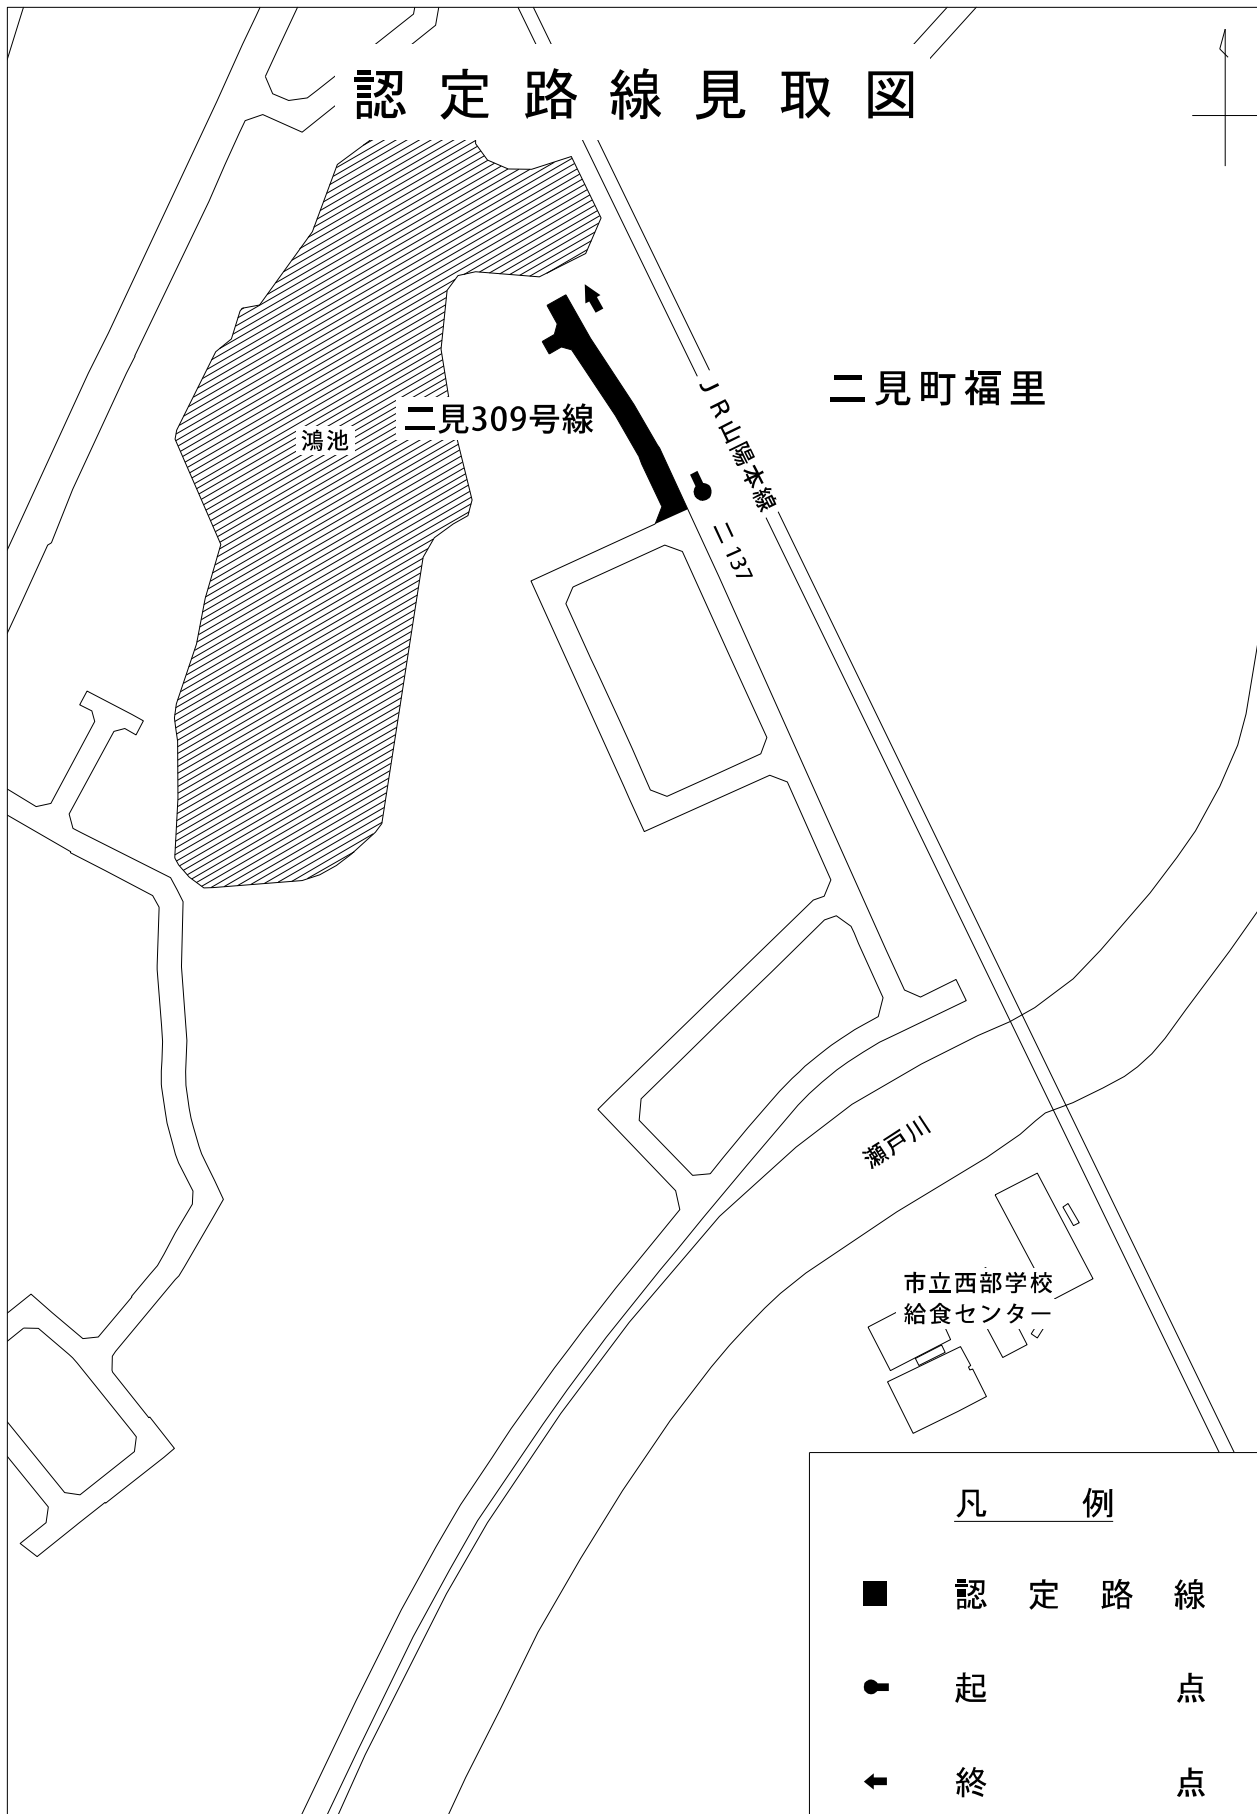 認定路線見取図
二見町福里
JR山陽本線
二見309号線
鴻池
二137
瀬戸川
市立西部学校
給食センター
凡例
認定路線
起点
終点